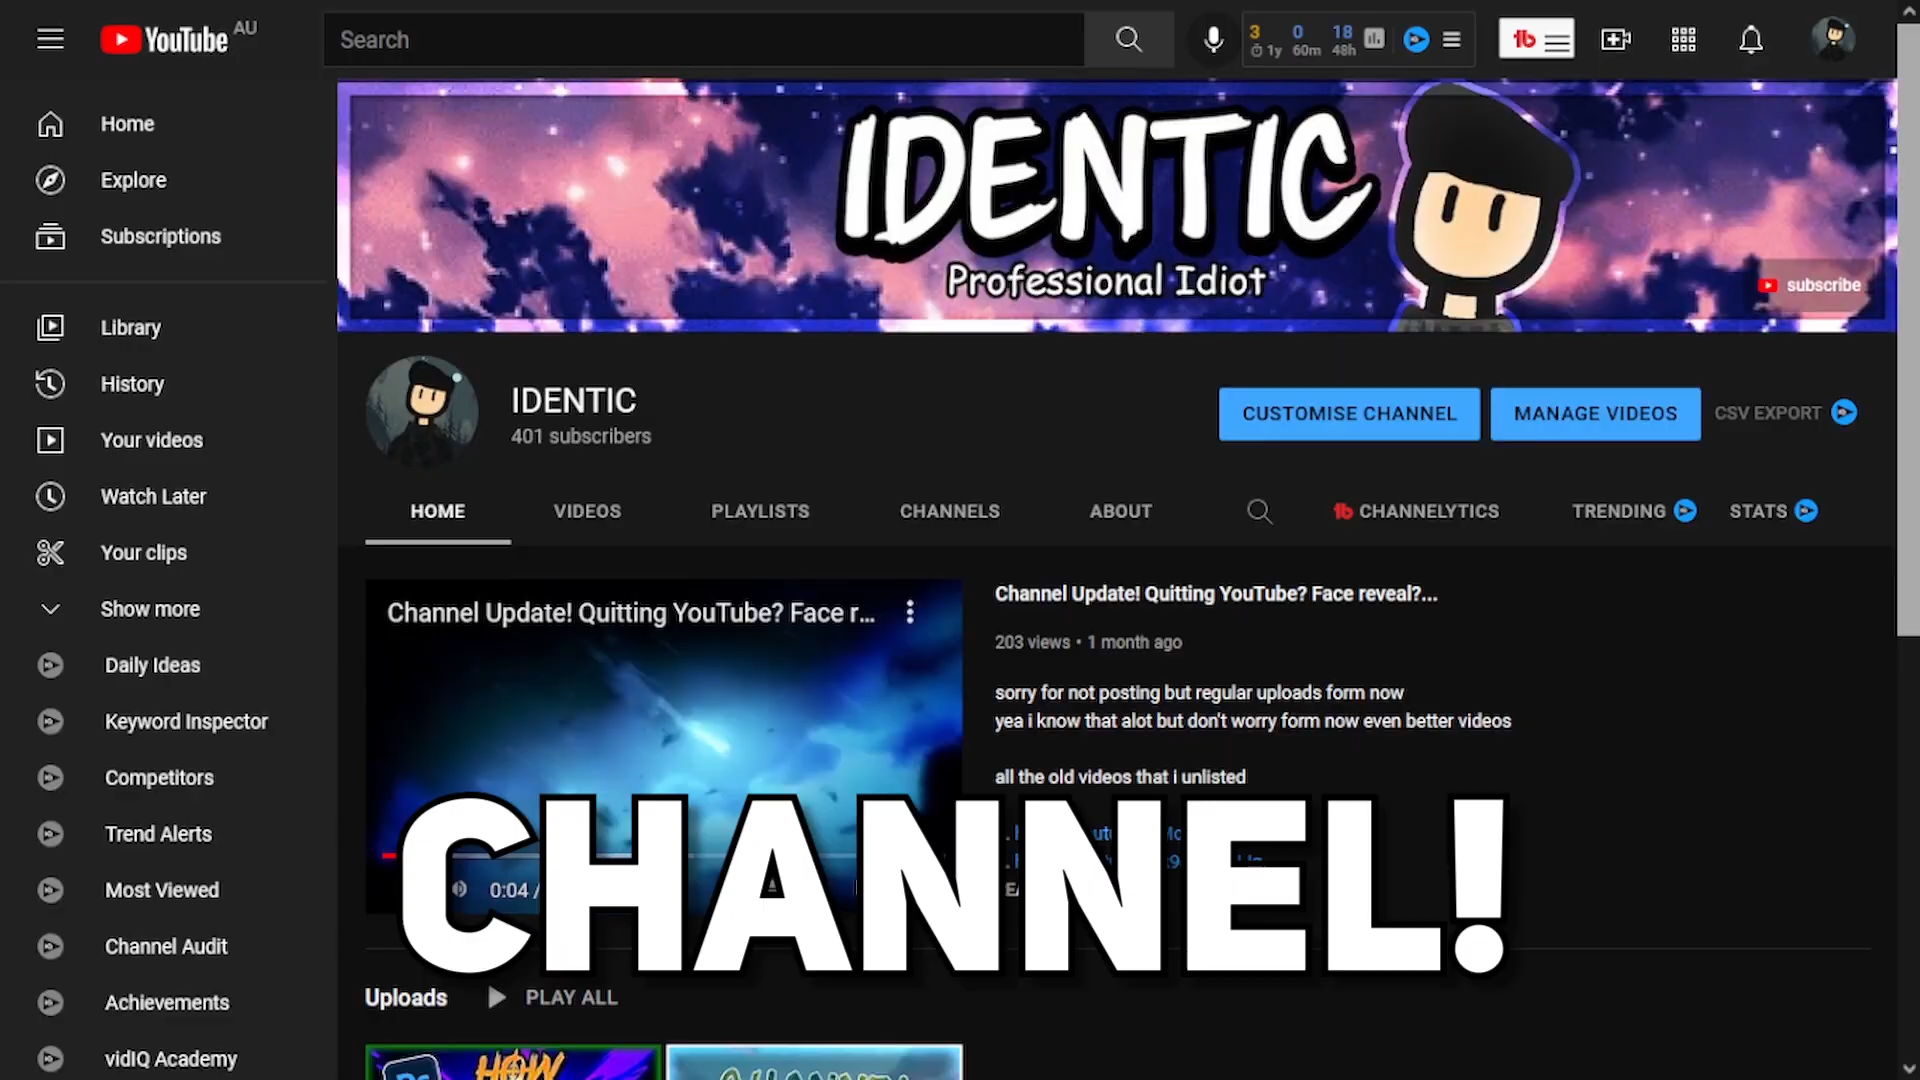 YouTube AU
Search
3 0 18
1y 60m 48h
Home
Explore
Subscriptions
Library
History
Your videos
Watch Later
Your clips
Show more
Daily Ideas
Keyword Inspector
Competitors
Trend Alerts
Most Viewed
Channel Audit
Achievements
vidIQ Academy
IDENTIC
Professional Idiot
subscribe
IDENTIC
401 subscribers
CUSTOMISE CHANNEL
MANAGE VIDEOS
CSV EXPORT
HOME
VIDEOS
PLAYLISTS
CHANNELS
ABOUT
CHANNELYTICS
TRENDING
STATS
Channel Update! Quitting YouTube? Face r...
0:04 /
Channel Update! Quitting YouTube? Face reveal?...
203 views • 1 month ago
sorry for not posting but regular uploads form now
yea i know that alot but don't worry form now even better videos
all the old videos that i unlisted
CHANNEL!
Uploads
PLAY ALL
Ps
HOW